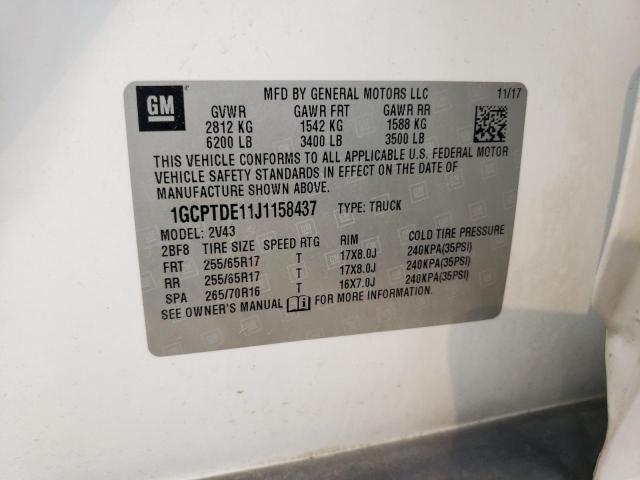 GM
MFD BY GENERAL MOTORS LLC 11/17
GVWR GAWR FRT GAWR RR
2812 KG 1542 KG 1588 KG
6200 LB 3400 LB 3500 LB
THIS VEHICLE CONFORMS TO ALL APPLICABLE U.S. FEDERAL MOTOR
VEHICLE SAFETY STANDARDS IN EFFECT ON THE DATE OF
MANUFACTURE SHOWN ABOVE.
1GCPTDE11J1158437 TYPE: TRUCK
MODEL: 2V43
2BF8 TIRE SIZE SPEED RTG RIM COLD TIRE PRESSURE
FRT 255/65R17 T 17X8.0J 240KPA(35PSI)
RR 255/65R17 T 17X8.0J 240KPA(35PSI)
SPA 265/70R16 T 16X7.0J 240KPA(35PSI)
SEE OWNER'S MANUAL FOR MORE INFORMATION.